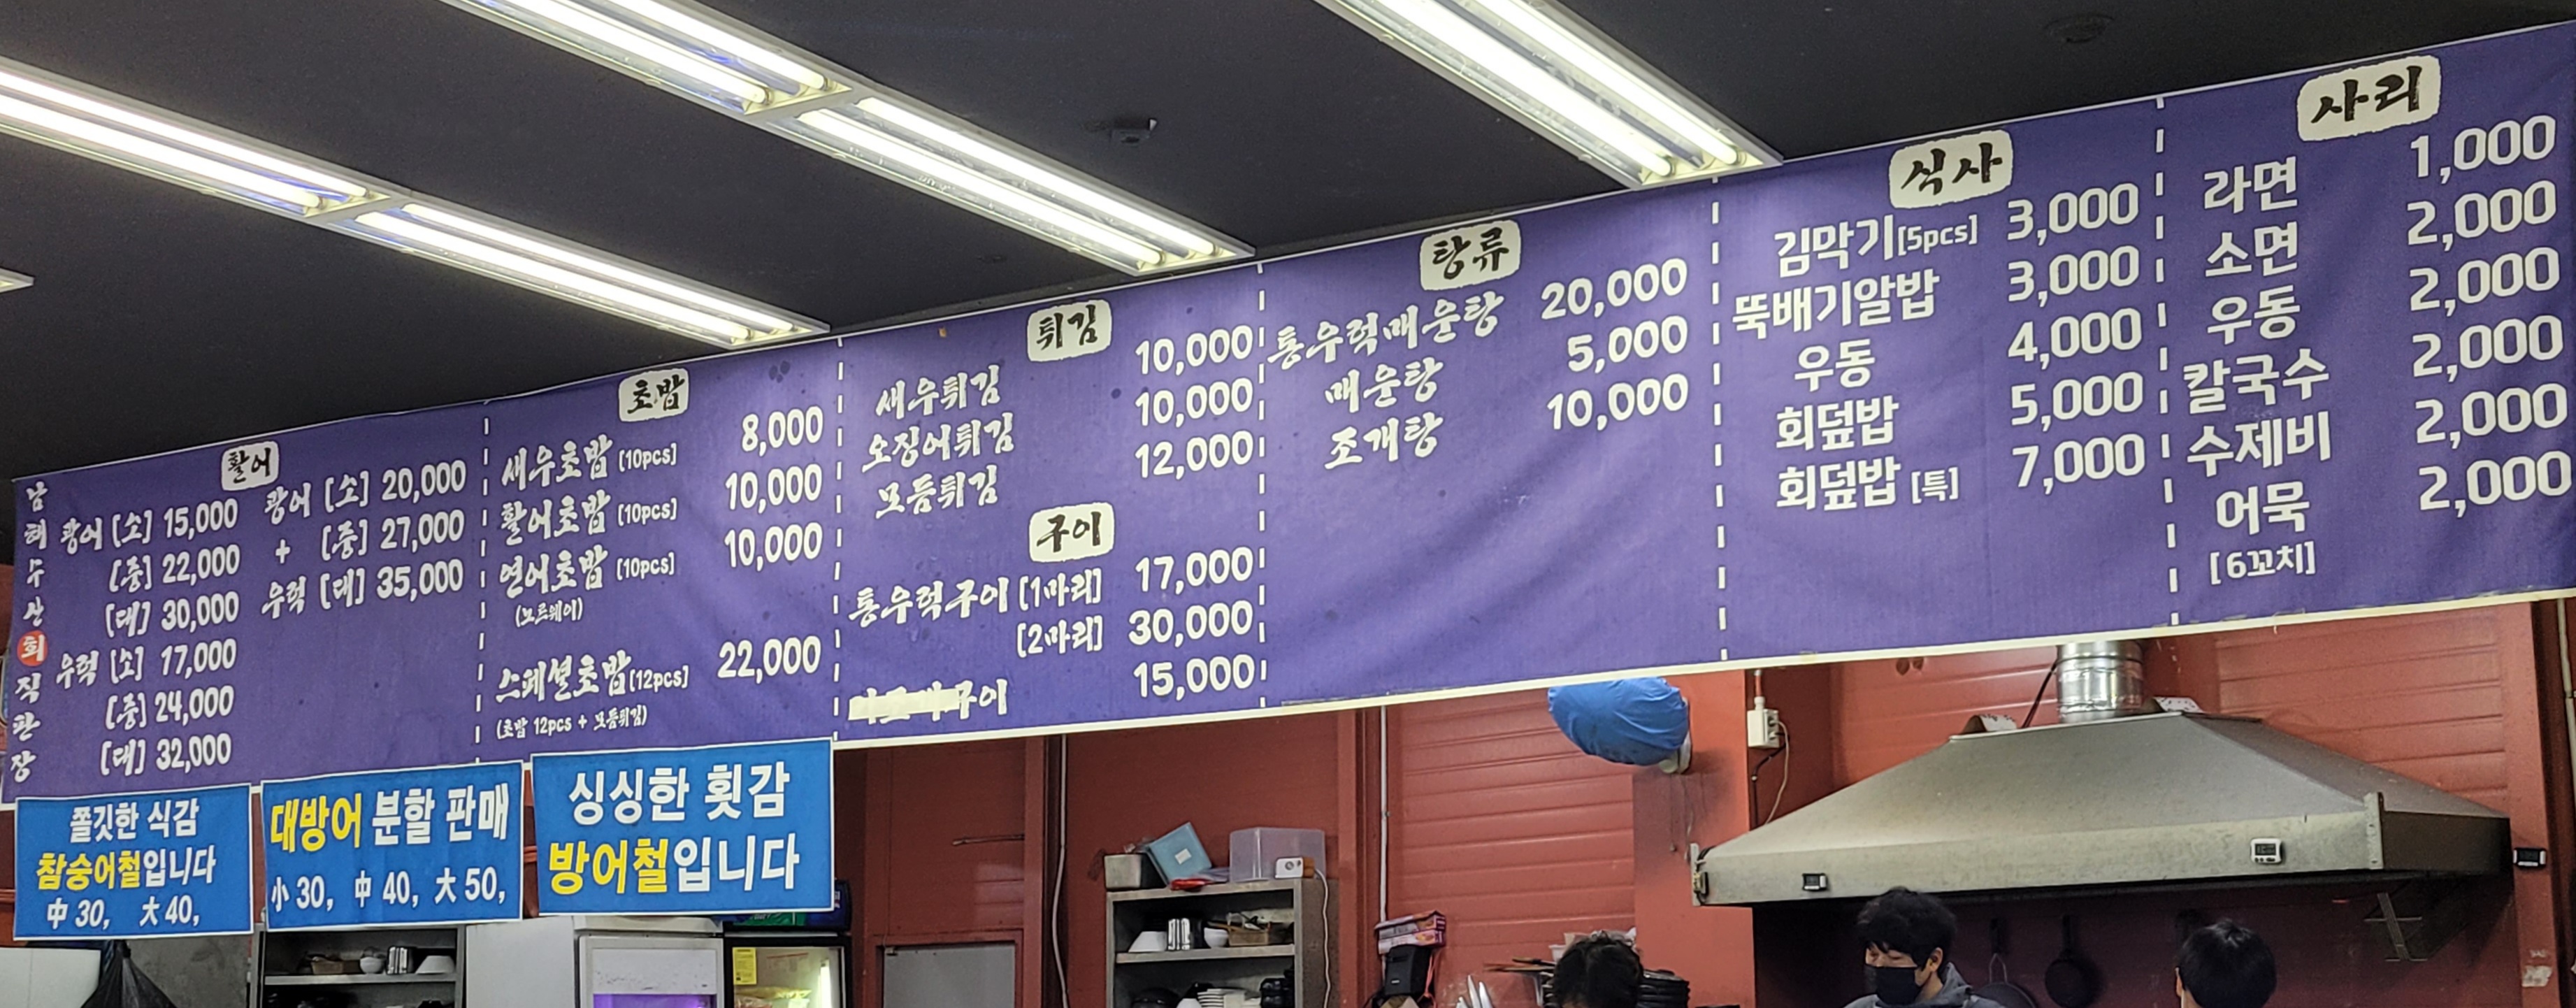 남해수산회직판장
활어
광어 [소] 15,000
[중] 22,000
[대] 30,000
우럭 [소] 17,000
[중] 24,000
[대] 32,000
광어 [소] 20,000
+ [중] 27,000
우럭 [대] 35,000
초밥
새우초밥 [10pcs] 8,000
활어초밥 [10pcs] 10,000
연어초밥 [10pcs] 10,000
(노르웨이)
스페셜초밥 [12pcs] 22,000
(초밥 12pcs + 모듬튀김)
튀김
새우튀김 10,000
오징어튀김 10,000
모듬튀김 12,000
구이
통우럭구이 [1마리] 17,000
[2마리] 30,000
구이 15,000
탕류
통우럭매운탕 20,000
매운탕 5,000
조개탕 10,000
식사
김막기[5pcs] 3,000
뚝배기알밥 3,000
우동 4,000
회덮밥 5,000
회덮밥 [특] 7,000
사리
라면 1,000
소면 2,000
우동 2,000
칼국수 2,000
수제비 2,000
어묵 2,000
[6꼬치]
쫄깃한 식감
참숭어철입니다
中 30, 大 40,
대방어 분할 판매
小 30, 中 40, 大 50,
싱싱한 횟감
방어철입니다